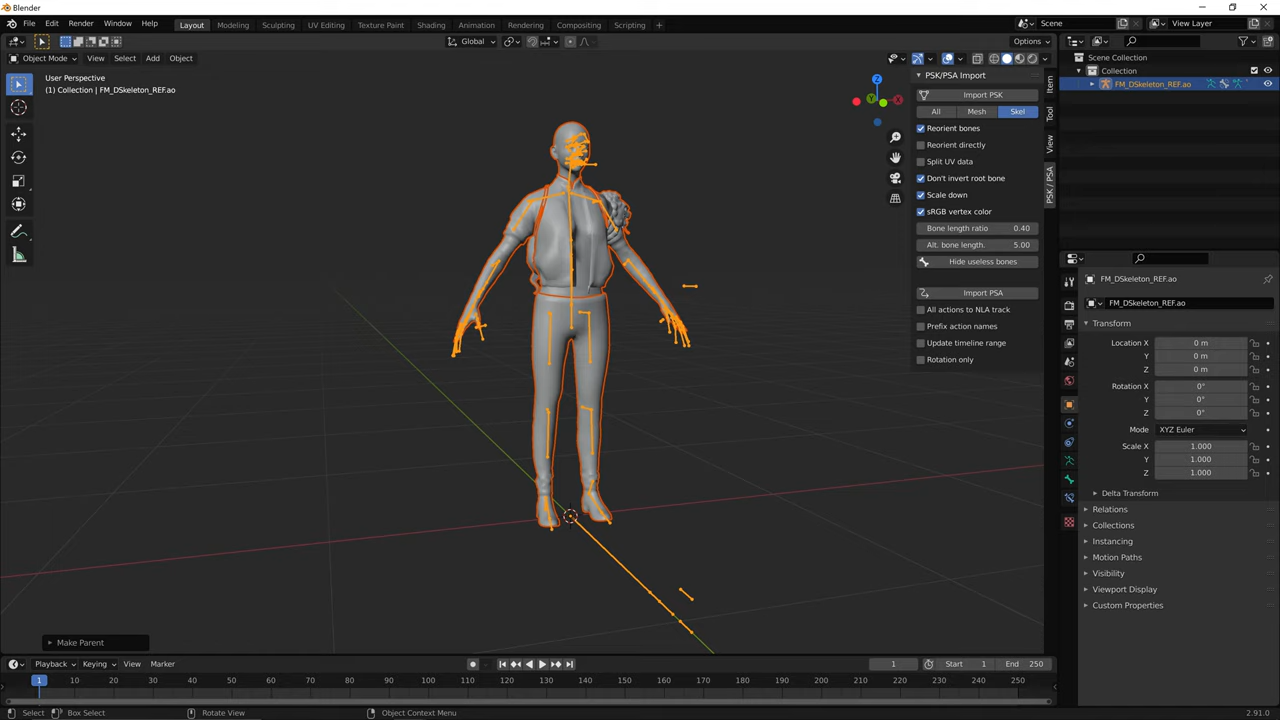 Blender
File Edit Render Window Help Layout Modeling Sculpting UV Editing Texture Paint Shading Animation Rendering Compositing Scripting + Scene View Layer
Global Options
Object Mode View Select Add Object
User Perspective
(1) Collection | FM_DSkeleton_REF.ao
Z
Y
X
PSK/PSA Import
Import PSK
All Mesh Skel
Reorient bones
Reorient directly
Split UV data
Don't invert root bone
Scale down
sRGB vertex color
Bone length ratio 0.40
Alt. bone length. 5.00
Hide useless bones
Import PSA
All actions to NLA track
Prefix action names
Update timeline range
Rotation only
Item
Tool
View
PSK / PSA
Scene Collection
Collection
FM_DSkeleton_REF.ao
FM_DSkeleton_REF.ao
FM_DSkeleton_REF.ao
Transform
Location X 0 m
Y 0 m
Z 0 m
Rotation X 0°
Y 0°
Z 0°
Mode XYZ Euler
Scale X 1.000
Y 1.000
Z 1.000
Delta Transform
Relations
Collections
Instancing
Motion Paths
Visibility
Viewport Display
Custom Properties
Make Parent
Playback Keying View Marker 1 Start 1 End 250
1 10 20 30 40 50 60 70 80 90 100 110 120 130 140 150 160 170 180 190 200 210 220 230 240 250
Select Box Select Rotate View Object Context Menu 2.91.0